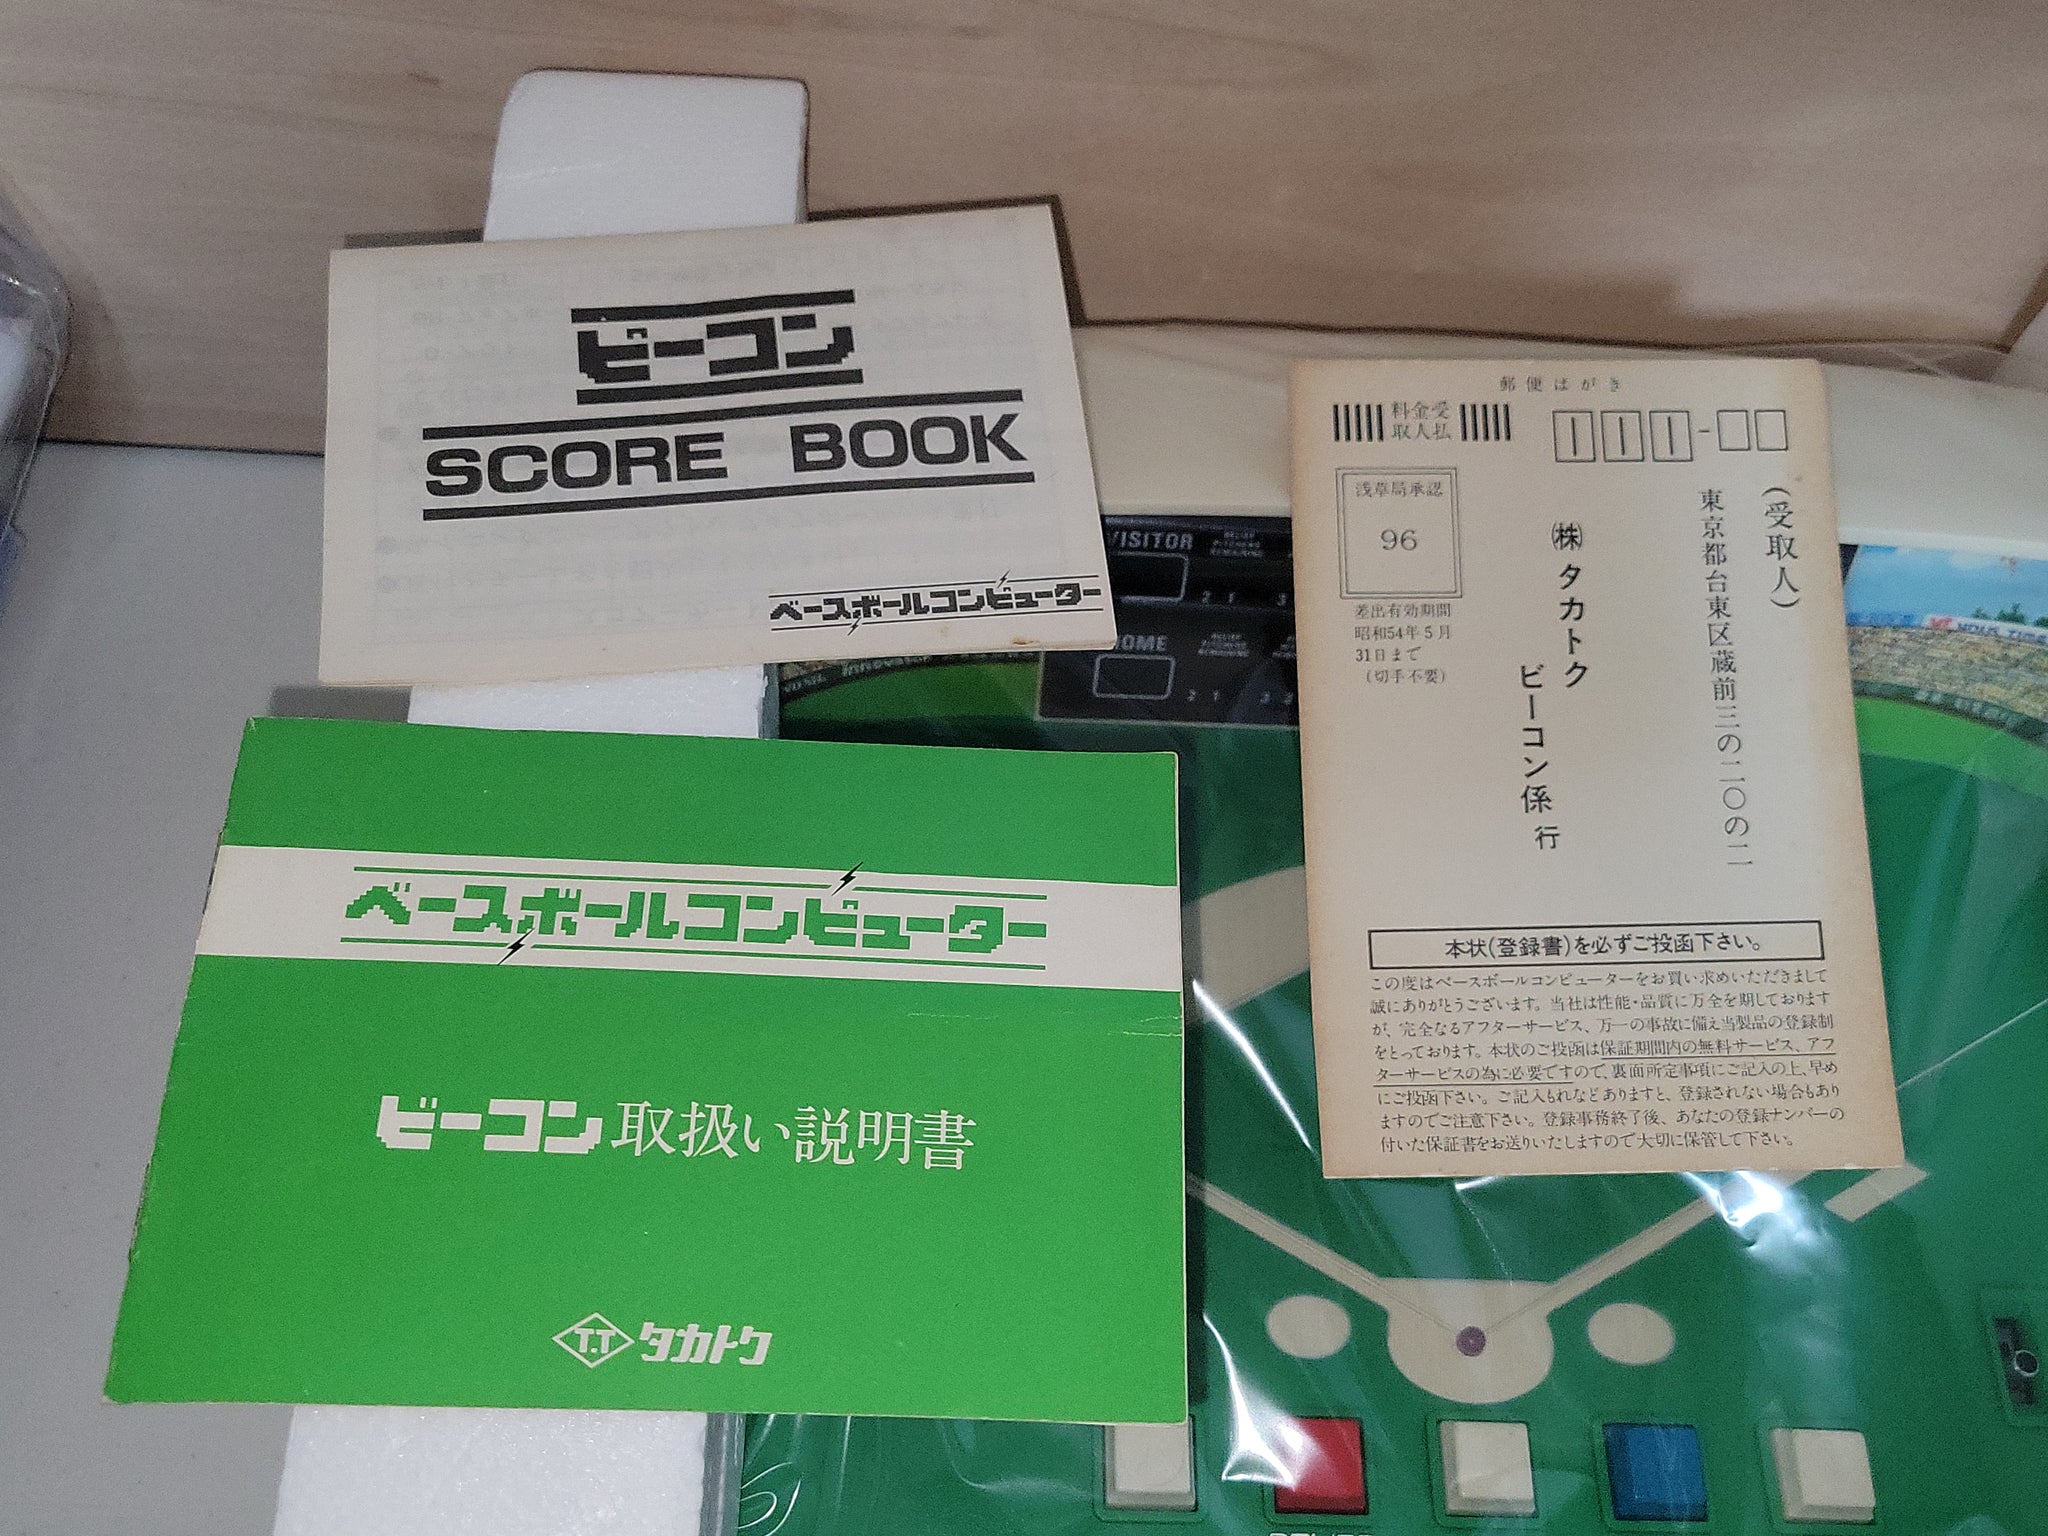 ビーコン
SCORE BOOK
ベースボールコンピューター
ベースボールコンピューター
ビーコン取扱い説明書
T.T タカトク
郵便はがき
料金受
取人払
111-
浅草局承認
96
差出有効期間
昭和54年5月
31日まで
(切手不要)
(受取人)
東京都台東区蔵前三の二〇の二
㈱タカトク
ビーコン係 行
本状(登録書)を必ずご投函下さい。
この度はベースボールコンピューターをお買い求めいただきまして
誠にありがとうございます。当社は性能・品質に万全を期しております
が、完全なるアフターサービス、万一の事故に備え当製品の登録制
をとっております。本状のご投函は保証期間内の無料サービス、アフ
ターサービスの為に必要ですので、裏面所定事項にご記入の上、早め
にご投函下さい。ご記入もれなどありますと、登録されない場合もあり
ますのでご注意下さい。登録事務終了後、あなたの登録ナンバーの
付いた保証書をお送りいたしますので大切に保管して下さい。
VISITOR
2 1 3
HOME
2 1 3 2